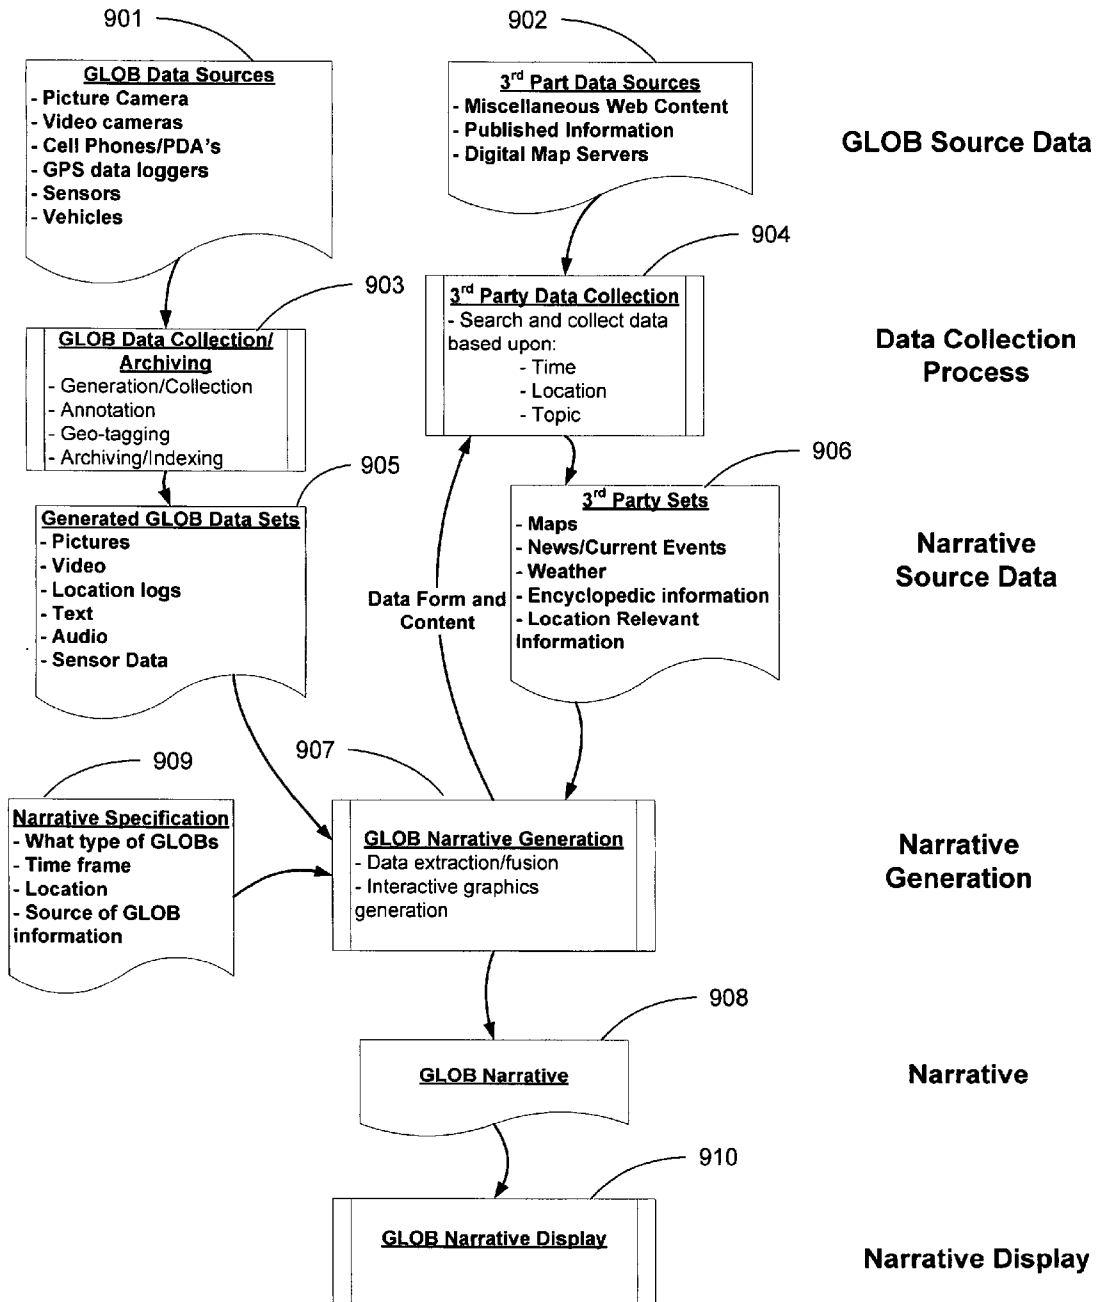 901
902
GLOB Data Sources
- Picture Camera
- Video cameras
- Cell Phones/PDA's
- GPS data loggers
- Sensors
- Vehicles
3rd Part Data Sources
- Miscellaneous Web Content
- Published Information
- Digital Map Servers
GLOB Source Data
903
904
GLOB Data Collection/
Archiving
- Generation/Collection
- Annotation
- Geo-tagging
- Archiving/Indexing
3rd Party Data Collection
- Search and collect data
based upon:
- Time
- Location
- Topic
Data Collection
Process
905
906
Generated GLOB Data Sets
- Pictures
- Video
- Location logs
- Text
- Audio
- Sensor Data
Data Form and
Content
3rd Party Sets
- Maps
- News/Current Events
- Weather
- Encyclopedic information
- Location Relevant
Information
Narrative
Source Data
909
907
Narrative Specification
- What type of GLOBs
- Time frame
- Location
- Source of GLOB
information
GLOB Narrative Generation
- Data extraction/fusion
- Interactive graphics
generation
Narrative
Generation
908
GLOB Narrative
Narrative
910
GLOB Narrative Display
Narrative Display